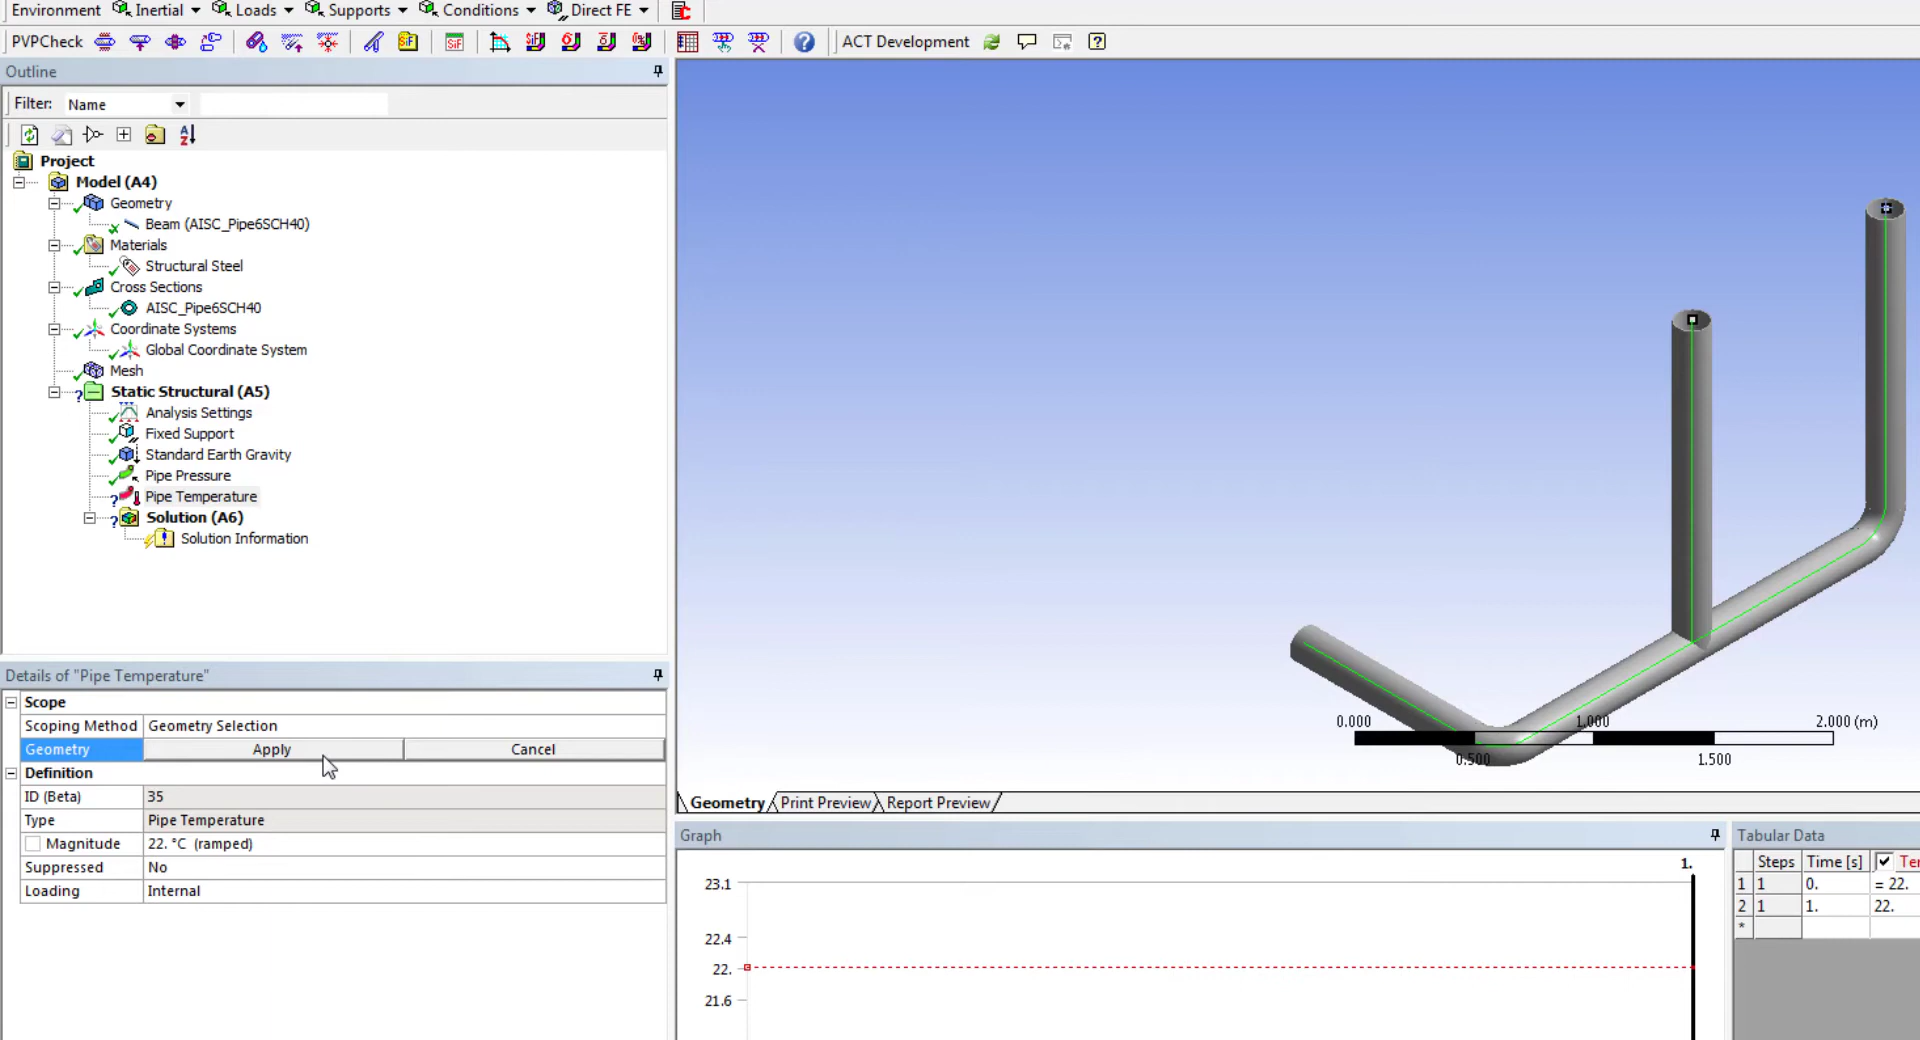 Environment Inertial Loads Supports Conditions Direct FE
PVPCheck SiF SiF ACT Development
Outline
Filter: Name
Project
Model (A4)
Geometry
Beam (AISC_Pipe6SCH40)
Materials
Structural Steel
Cross Sections
AISC_Pipe6SCH40
Coordinate Systems
Global Coordinate System
Mesh
Static Structural (A5)
Analysis Settings
Fixed Support
Standard Earth Gravity
Pipe Pressure
Pipe Temperature
Solution (A6)
Solution Information
Details of "Pipe Temperature"
Scope
Scoping Method Geometry Selection
Geometry Apply Cancel
Definition
ID (Beta) 35
Type Pipe Temperature
Magnitude 22. °C (ramped)
Suppressed No
Loading Internal
0.000 1.000 2.000 (m)
0.500 1.500
Geometry Print Preview Report Preview
Graph
1.
23.1
22.4
22.
21.6
Tabular Data
Steps Time [s] Ter
1 1 0. = 22.
2 1 1. 22.
*